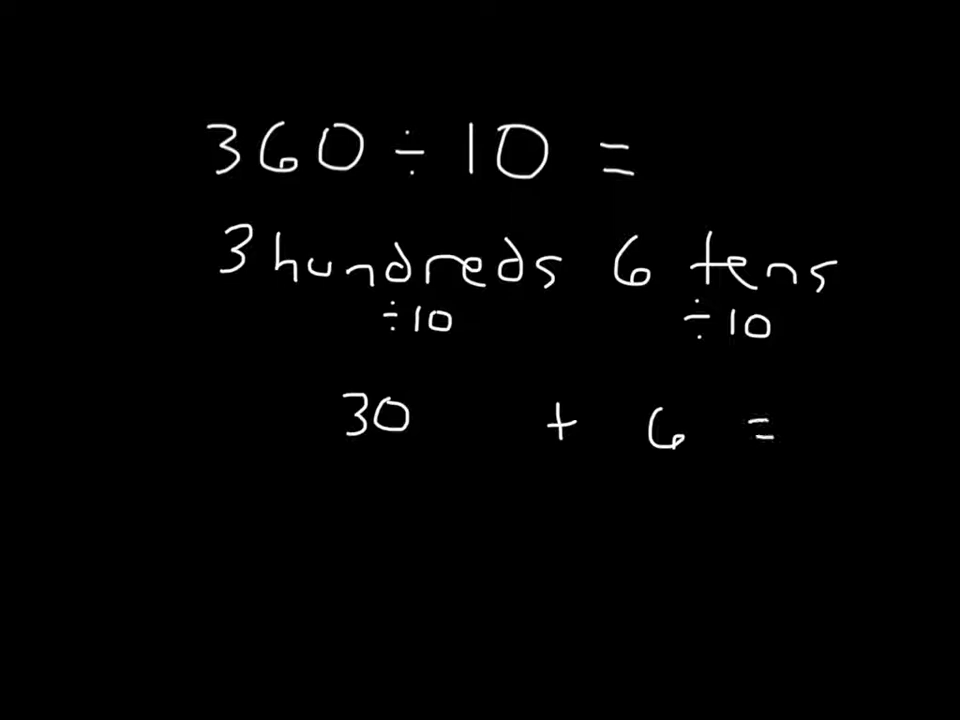 360 ÷ 10 =
3 hundreds 6 tens
÷10 ÷10
30 + 6 =